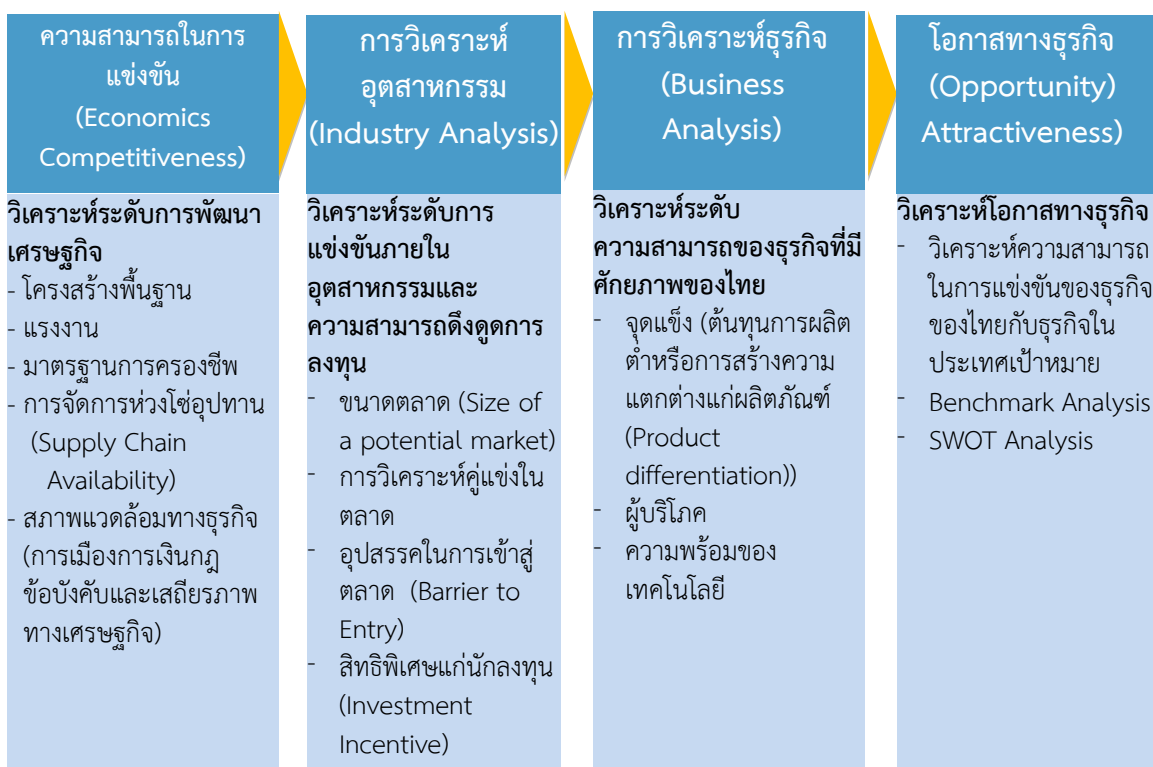 ความสามารถในการ
แข่งขัน
(Economics
Competitiveness)
วิเคราะห์ระดับการพัฒนา
เศรษฐกิจ
- โครงสร้างพื้นฐาน
- แรงงาน
- มาตรฐานการครองชีพ
- การจัดการห่วงโซ่อุปทาน
(Supply Chain
Availability)
- สภาพแวดล้อมทางธุรกิจ
(การเมืองการเงินกฎ
ข้อบังคับและเสถียรภาพ
ทางเศรษฐกิจ)
การวิเคราะห์
อุตสาหกรรม
(Industry Analysis)
วิเคราะห์ระดับการ
แข่งขันภายใน
อุตสาหกรรมและ
ความสามารถดึงดูดการ
ลงทุน
- ขนาดตลาด (Size of
a potential market)
- การวิเคราะห์คู่แข่งใน
ตลาด
- อุปสรรคในการเข้าสู่
ตลาด (Barrier to
Entry)
- สิทธิพิเศษแก่นักลงทุน
(Investment
Incentive)
การวิเคราะห์ธุรกิจ
(Business
Analysis)
วิเคราะห์ระดับ
ความสามารถของธุรกิจที่มี
ศักยภาพของไทย
- จุดแข็ง (ต้นทุนการผลิต
ต่ำหรือการสร้างความ
แตกต่างแก่ผลิตภัณฑ์
(Product
differentiation))
- ผู้บริโภค
- ความพร้อมของ
เทคโนโลยี
โอกาสทางธุรกิจ
(Opportunity)
Attractiveness)
วิเคราะห์โอกาสทางธุรกิจ
- วิเคราะห์ความสามารถ
ในการแข่งขันของธุรกิจ
ของไทยกับธุรกิจใน
ประเทศเป้าหมาย
- Benchmark Analysis
- SWOT Analysis